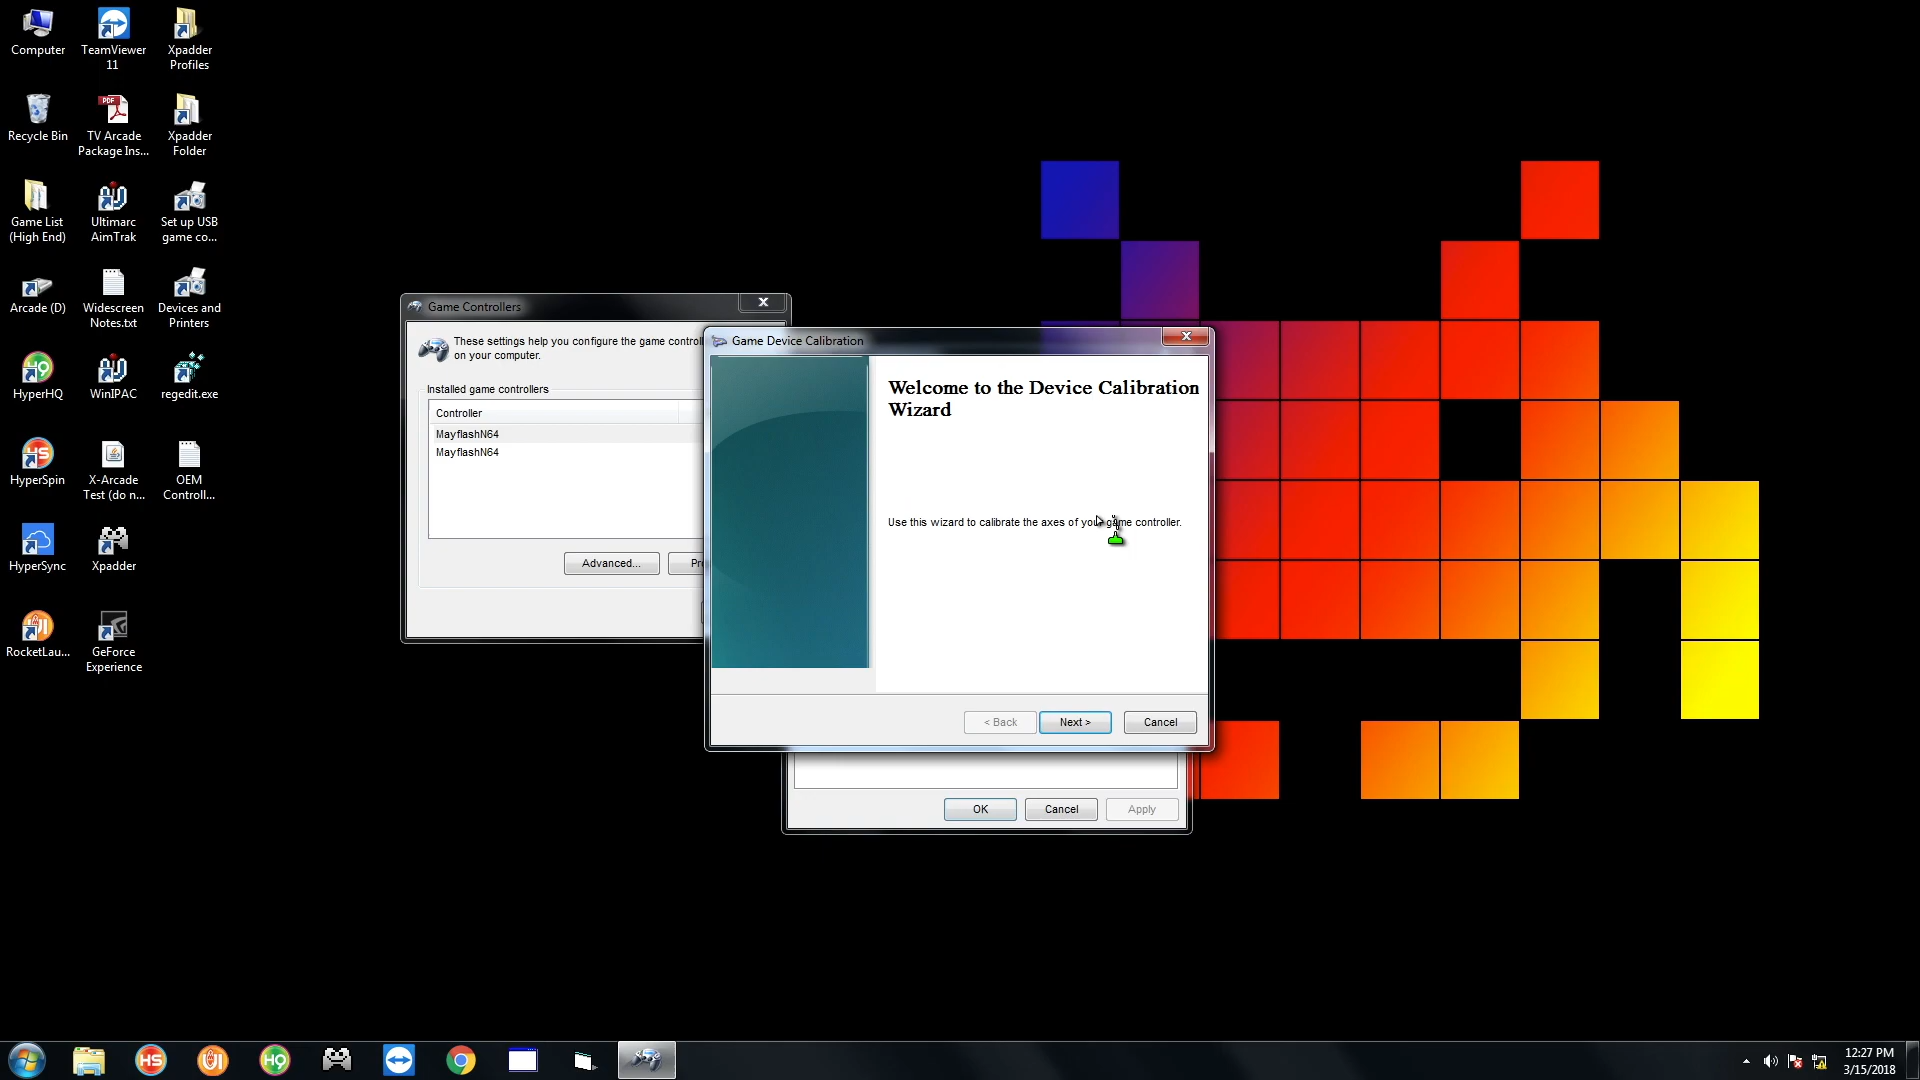 Computer
TeamViewer
11
Xpadder
Profiles
Recycle Bin
TV Arcade
Package Ins...
Xpadder
Folder
Game List
(High End)
Ultimarc
AimTrak
Set up USB
game co...
Arcade (D)
Widescreen
Notes.txt
Devices and
Printers
HyperHQ
WinIPAC
regedit.exe
HyperSpin
X-Arcade
Test (do n...
OEM
Controll...
HyperSync
Xpadder
RocketLau...
GeForce
Experience
Game Controllers
These settings help you configure the game control
on your computer.
Installed game controllers
Controller
MayflashN64
MayflashN64
Advanced...
Pr
Game Device Calibration
Welcome to the Device Calibration
Wizard
Use this wizard to calibrate the axes of your game controller.
< Back
Next >
Cancel
OK
Cancel
Apply
12:27 PM
3/15/2018